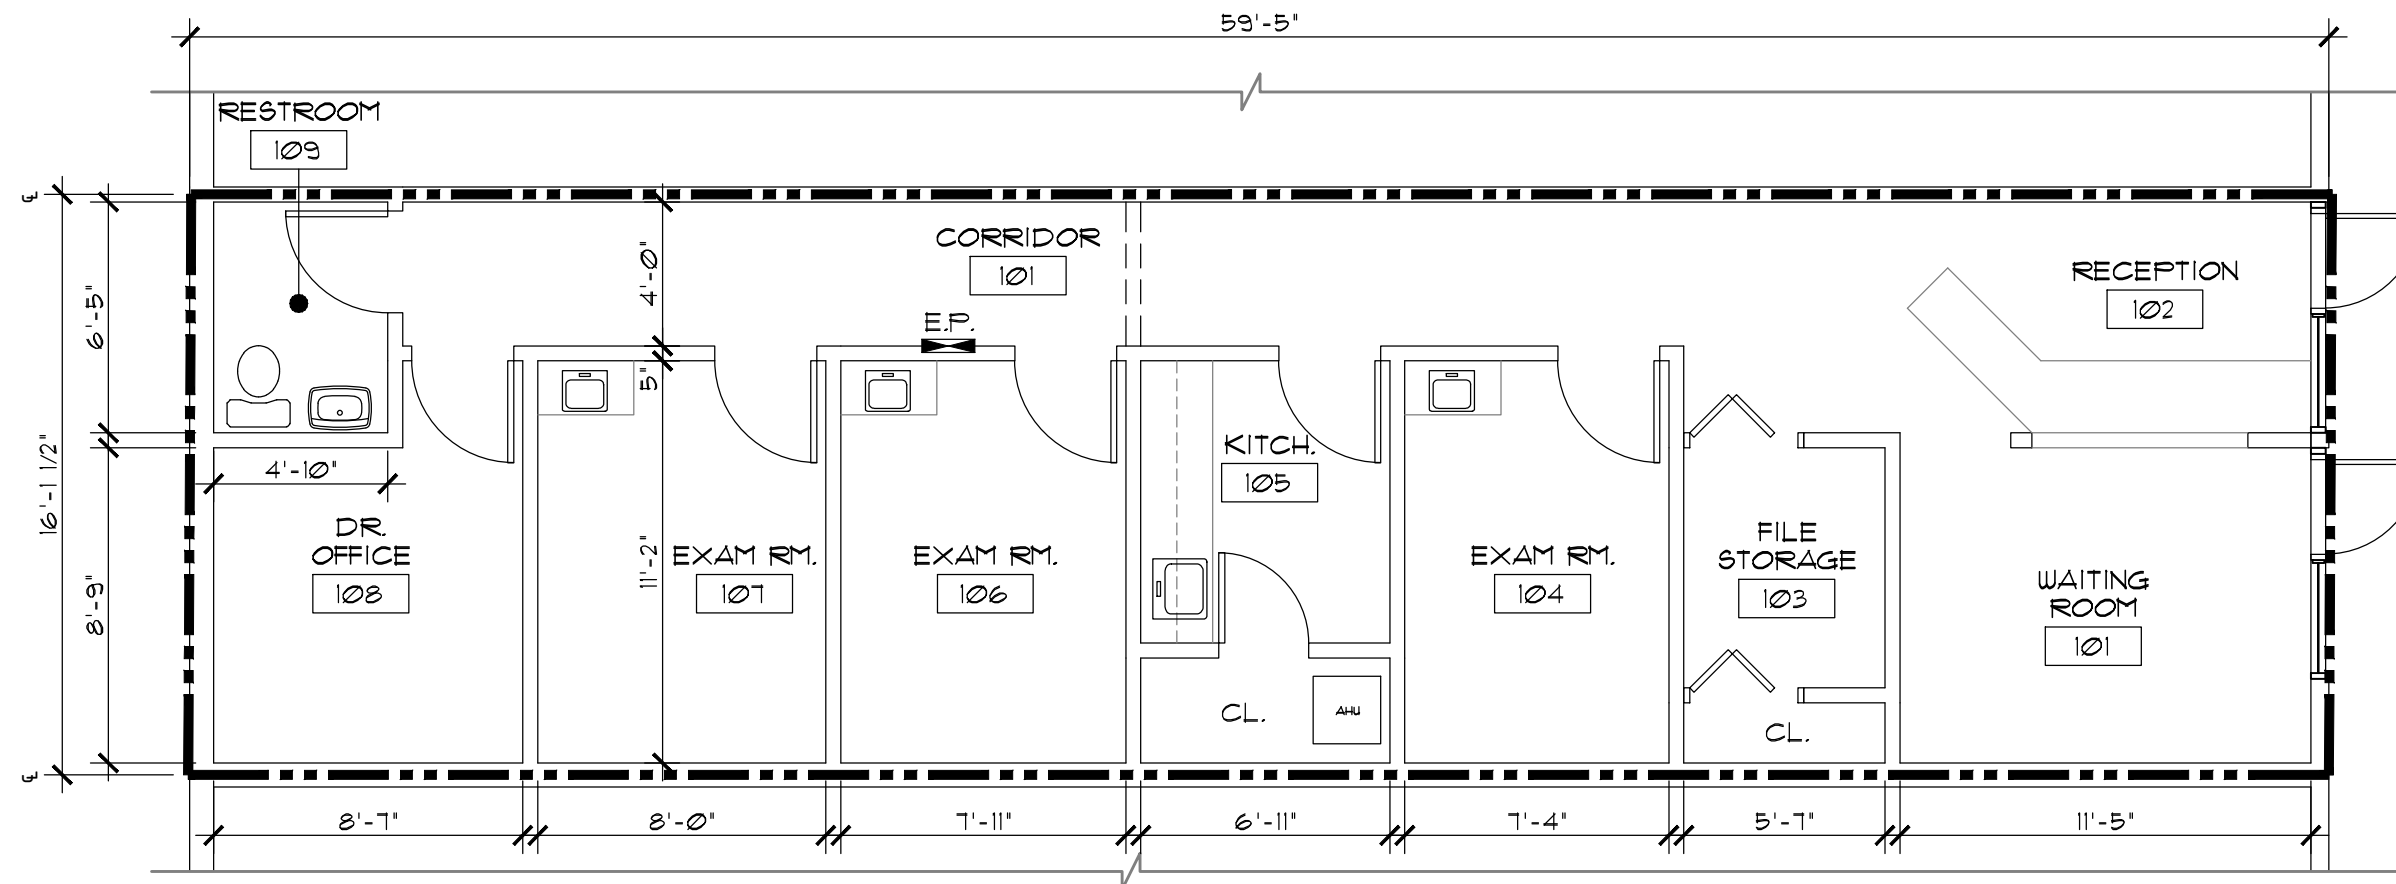 59'-5"
RESTROOM
109
℄
CORRIDOR
101
RECEPTION
102
4'-0"
6'-5"
E.P.
5"
KITCH.
105
4'-10"
16'-1 1/2"
DR.
OFFICE
108
11'-2"
EXAM RM.
107
EXAM RM.
106
EXAM RM.
104
FILE
STORAGE
103
WAITING
ROOM
101
8'-9"
CL.
AHU
CL.
℄
8'-7"
8'-0"
7'-11"
6'-11"
7'-4"
5'-7"
11'-5"